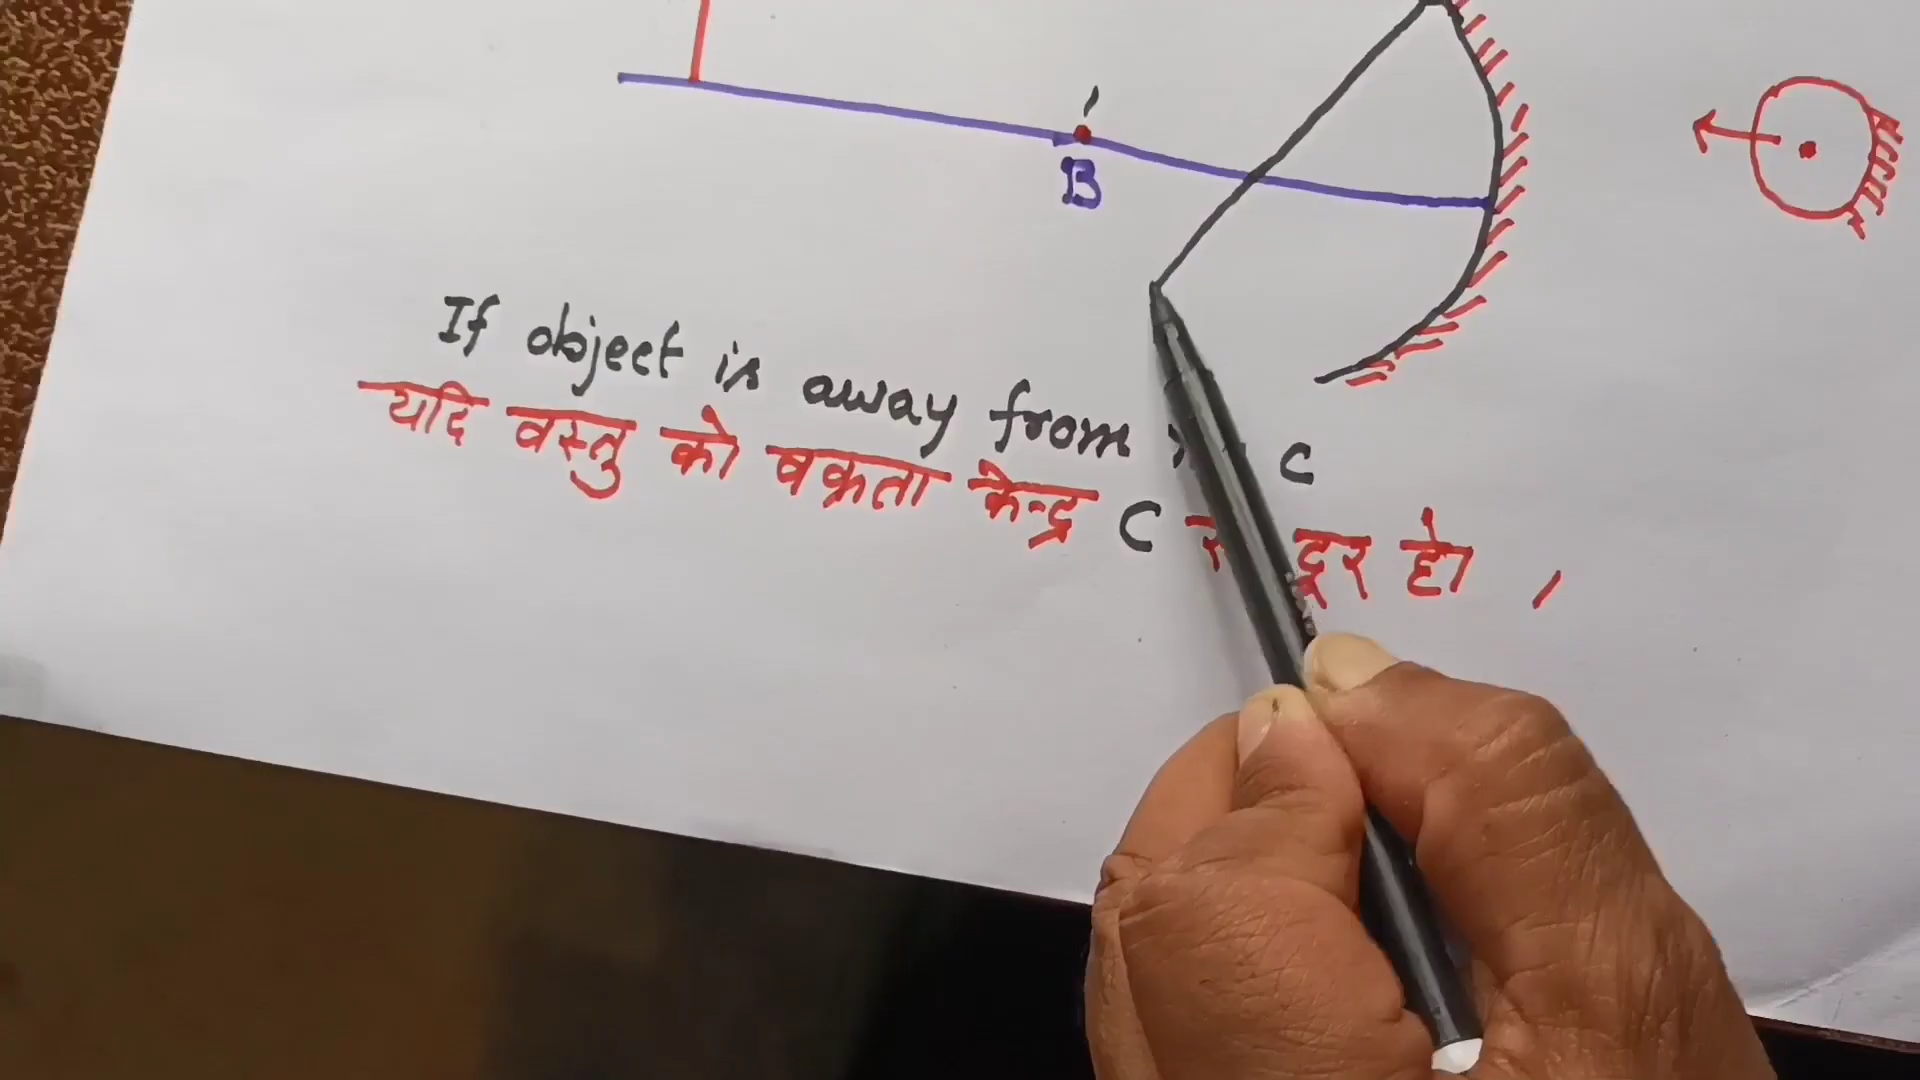 B
If object is away from C
यदि वस्तु को वक्रता केन्द्र C दूर हो ।